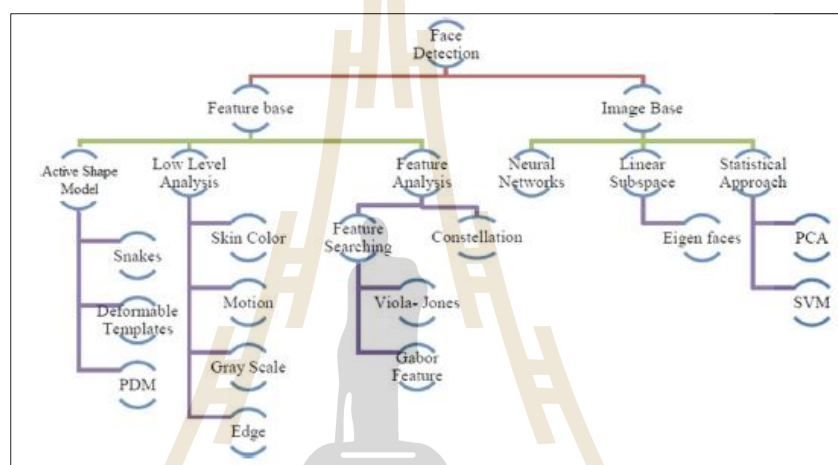 Face
Detection
Feature base
Image Base
Active Shape
Model
Low Level
Analysis
Feature
Analysis
Neural
Networks
Linear
Sub-space
Statistical
Approach
Snakes
Deformable
Templates
PDM
Skin Color
Motion
Gray Scale
Edge
Feature
Searching
Constellation
Viola- Jones
Gabor
Feature
Eigen faces
PCA
SVM